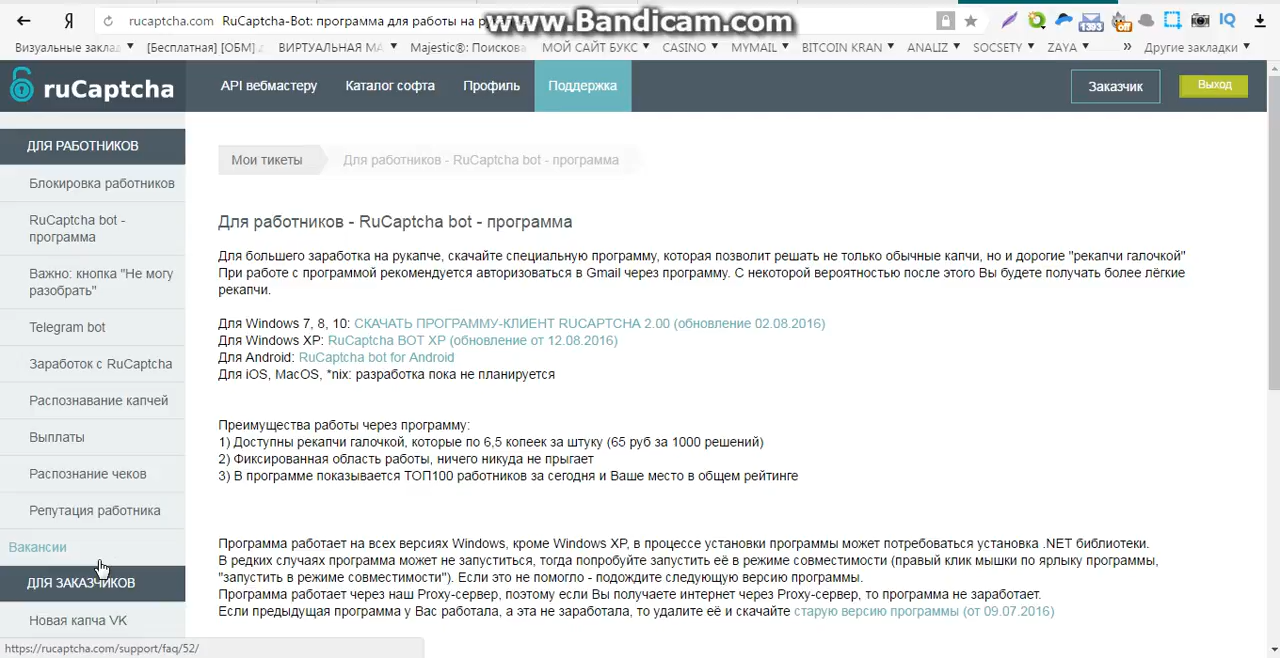 rucaptcha.com RuCaptcha-Bot: программа для работы на р
www.Bandicam.com
1393
off
Визуальные заклад
[Бесплатная] [ОБМ]
ВИРТУАЛЬНАЯ МА
Majestic®: Поискова
МОЙ САЙТ БУКС
CASINO
MYMAIL
BITCOIN KRAN
ANALIZ
SOCSETY
ZAYA
» Другие закладки
ruCaptcha
API вебмастеру
Каталог софта
Профиль
Поддержка
Заказчик
Выход
ДЛЯ РАБОТНИКОВ
Блокировка работников
RuCaptcha bot -
программа
Важно: кнопка "Не могу
разобрать"
Telegram bot
Заработок с RuCaptcha
Распознавание капчей
Выплаты
Распознание чеков
Репутация работника
Вакансии
ДЛЯ ЗАКАЗЧИКОВ
Новая капча VK
https://rucaptcha.com/support/faq/52/
Мои тикеты
Для работников - RuCaptcha bot - программа
Для работников - RuCaptcha bot - программа
Для большего заработка на рукапче, скачайте специальную программу, которая позволит решать не только обычные капчи, но и дорогие "рекапчи галочкой"
При работе с программой рекомендуется авторизоваться в Gmail через программу. С некоторой вероятностью после этого Вы будете получать более лёгкие
рекапчи.
Для Windows 7, 8, 10: СКАЧАТЬ ПРОГРАММУ-КЛИЕНТ RUCAPTCHA 2.00 (обновление 02.08.2016)
Для Windows XP: RuCaptcha BOT XP (обновление от 12.08.2016)
Для Android: RuCaptcha bot for Android
Для iOS, MacOS, *nix: разработка пока не планируется
Преимущества работы через программу:
1) Доступны рекапчи галочкой, которые по 6,5 копеек за штуку (65 руб за 1000 решений)
2) Фиксированная область работы, ничего никуда не прыгает
3) В программе показывается ТОП100 работников за сегодня и Ваше место в общем рейтинге
Программа работает на всех версиях Windows, кроме Windows XP, в процессе установки программы может потребоваться установка .NET библиотеки.
В редких случаях программа может не запуститься, тогда попробуйте запустить её в режиме совместимости (правый клик мышки по ярлыку программы,
"запустить в режиме совместимости"). Если это не помогло - подождите следующую версию программы.
Программа работает через наш Proxy-сервер, поэтому если Вы получаете интернет через Proxy-сервер, то программа не заработает.
Если предыдущая программа у Вас работала, а эта не заработала, то удалите её и скачайте старую версию программы (от 09.07.2016)